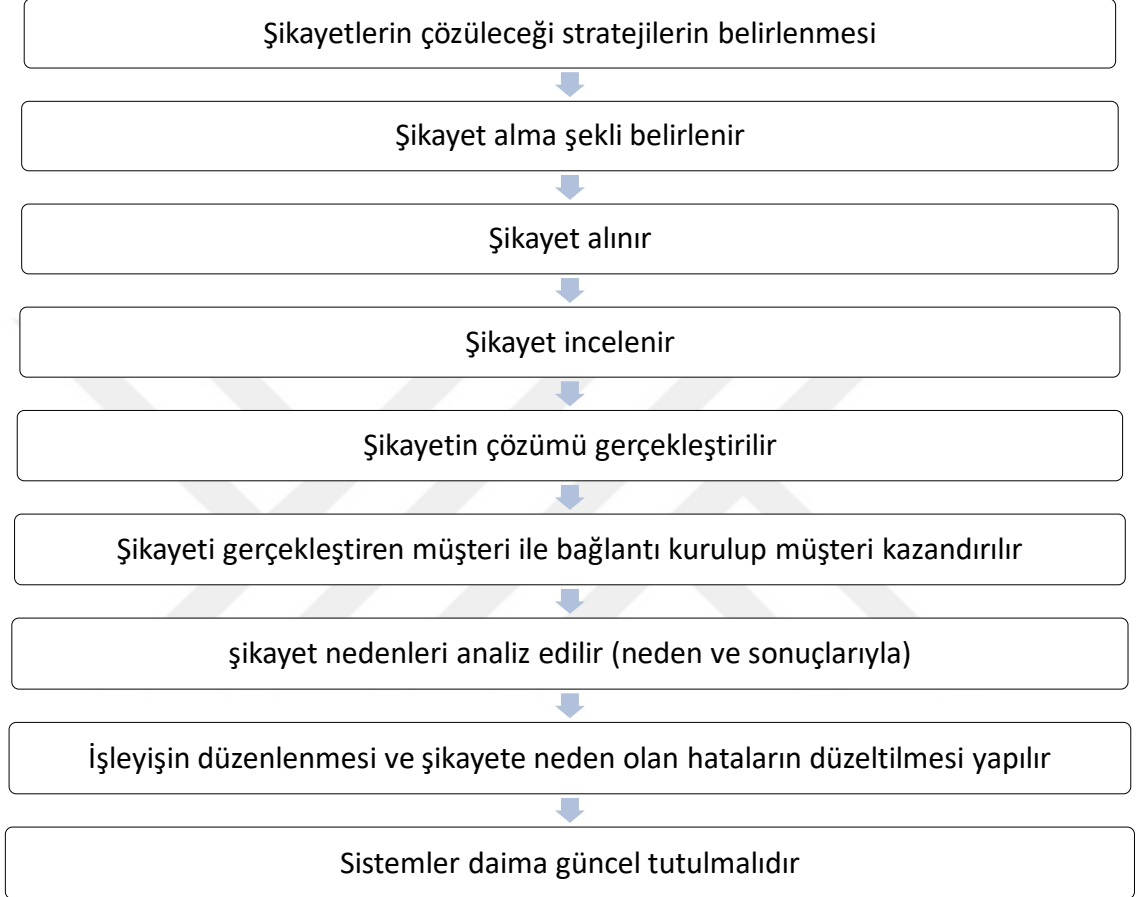 Şikayetlerin çözüleceği stratejilerin belirlenmesi
Şikayet alma şekli belirlenir
Şikayet alınır
Şikayet incelenir
Şikayetin çözümü gerçekleştirilir
Şikayeti gerçekleştiren müşteri ile bağlantı kurulup müşteri kazandırılır
şikayet nedenleri analiz edilir (neden ve sonuçlarıyla)
İşleyişin düzenlenmesi ve şikayete neden olan hataların düzeltilmesi yapılır
Sistemler daima güncel tutulmalıdır